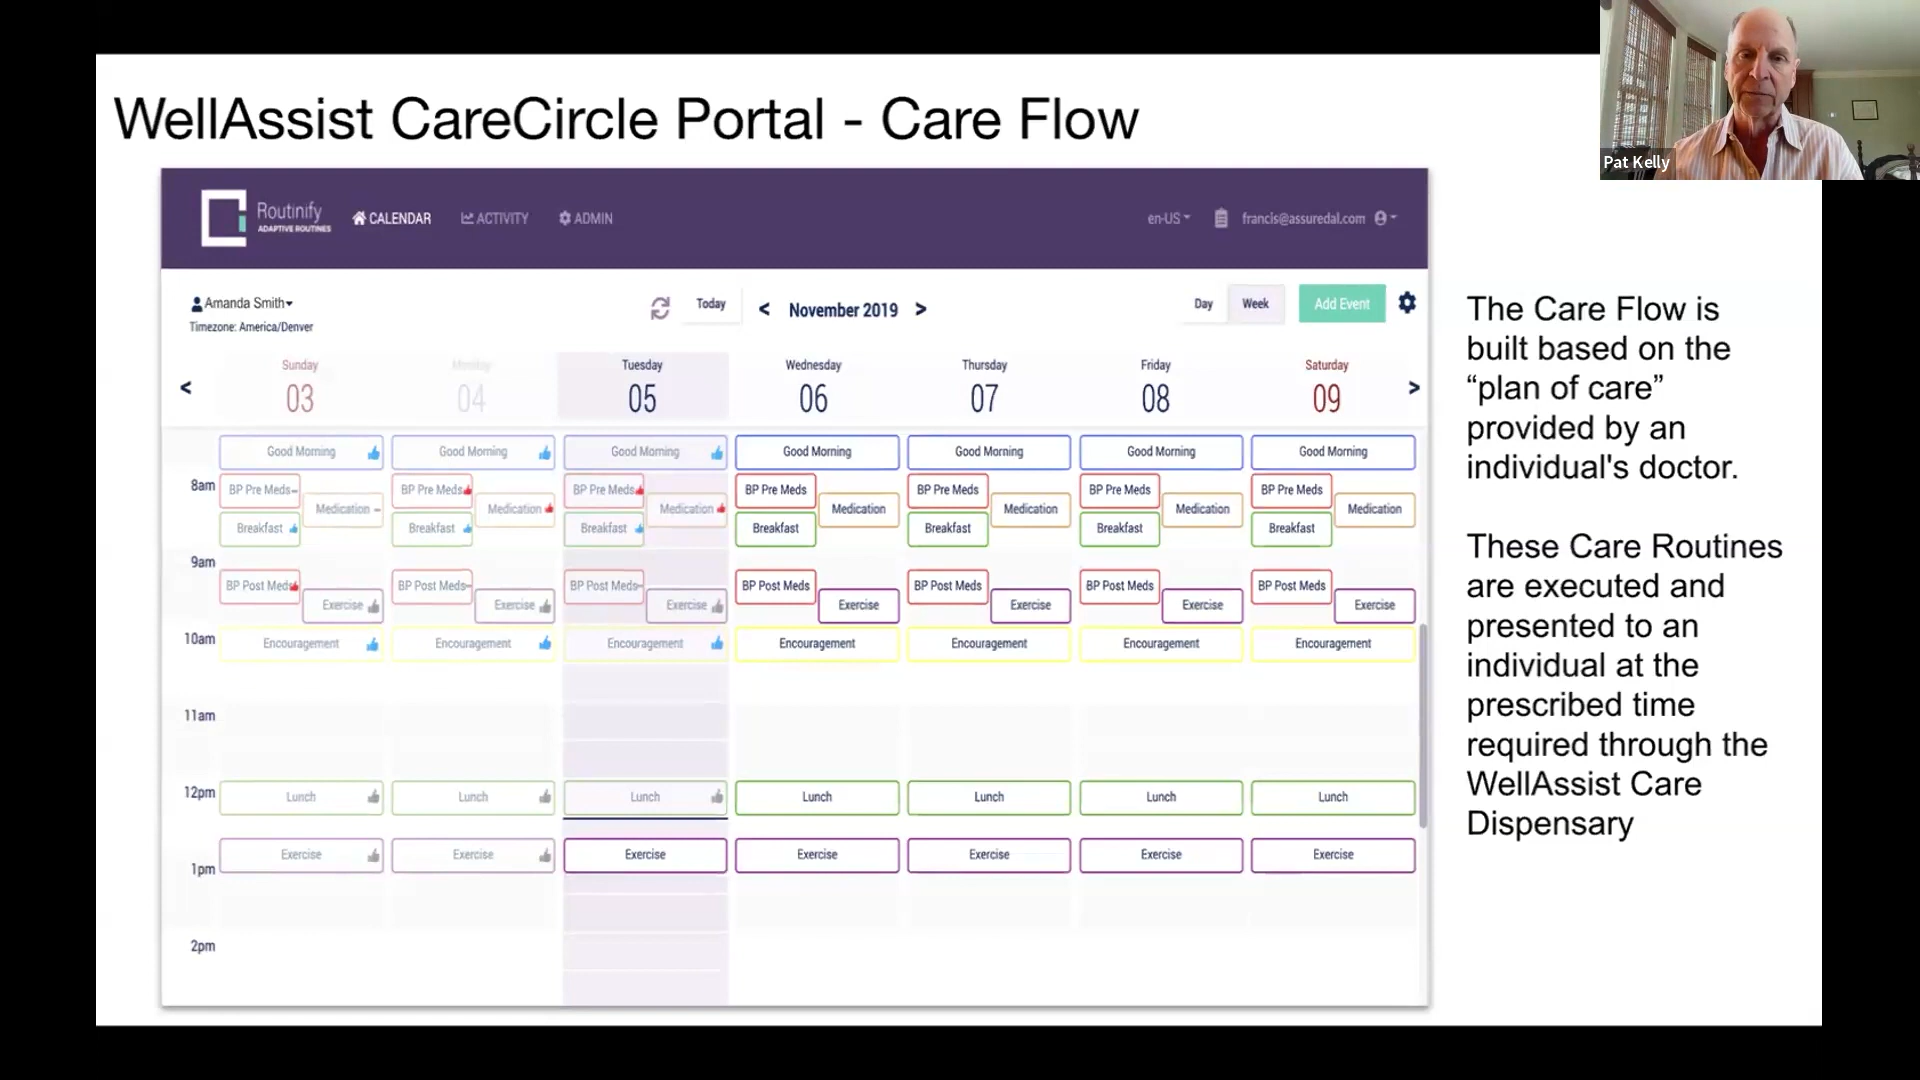 WellAssist CareCircle Portal - Care Flow
Pat Kelly
Routinify
ADAPTIVE ROUTINES
CALENDAR
ACTIVITY
ADMIN
en-US
francis@assuredal.com
Amanda Smith
Timezone: America/Denver
Today
< November 2019 >
Day
Week
Add Event
< Sunday Monday Tuesday Wednesday Thursday Friday Saturday >
03 04 05 06 07 08 09
Good Morning Good Morning Good Morning Good Morning Good Morning Good Morning Good Morning
8am
BP Pre Meds BP Pre Meds BP Pre Meds BP Pre Meds BP Pre Meds BP Pre Meds BP Pre Meds
Medication Medication Medication Medication Medication Medication Medication
Breakfast Breakfast Breakfast Breakfast Breakfast Breakfast Breakfast
9am
BP Post Meds BP Post Meds BP Post Meds BP Post Meds BP Post Meds BP Post Meds BP Post Meds
Exercise Exercise Exercise Exercise Exercise Exercise Exercise
10am
Encouragement Encouragement Encouragement Encouragement Encouragement Encouragement Encouragement
11am
12pm
Lunch Lunch Lunch Lunch Lunch Lunch Lunch
Exercise Exercise Exercise Exercise Exercise Exercise Exercise
1pm
2pm
The Care Flow is
built based on the
“plan of care”
provided by an
individual's doctor.
These Care Routines
are executed and
presented to an
individual at the
prescribed time
required through the
WellAssist Care
Dispensary